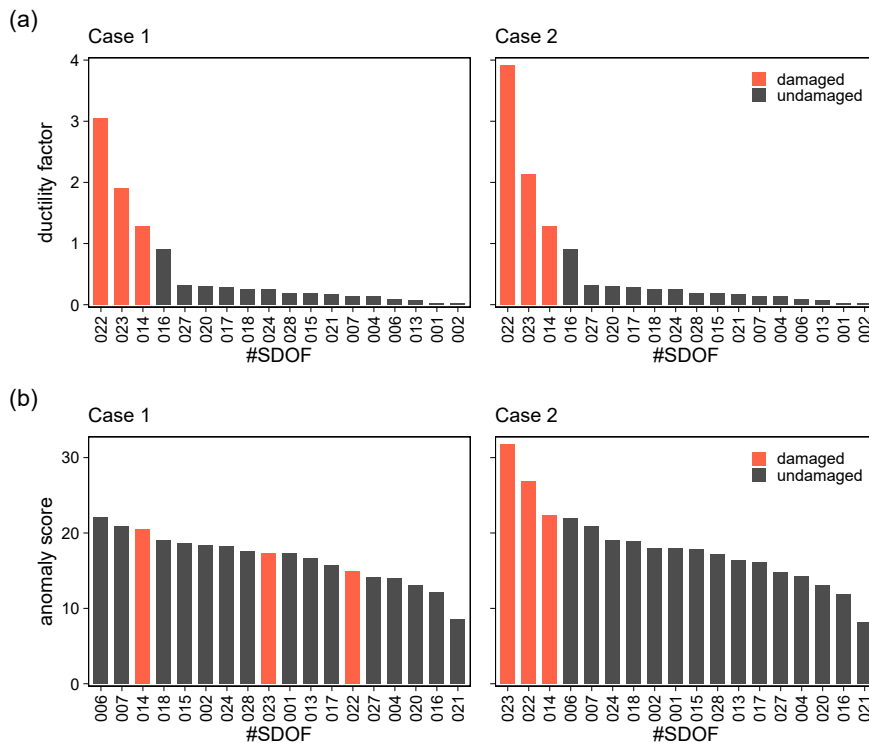 (a)
Case 1
Case 2
ductility factor
4
3
2
1
0
damaged
undamaged
022 023 014 016 027 020 017 018 024 028 015 021 007 004 006 013 001 002
022 023 014 016 027 020 017 018 024 028 015 021 007 004 006 013 001 002
#SDOF
#SDOF
(b)
Case 1
Case 2
anomaly score
30
20
10
0
damaged
undamaged
006 007 014 018 015 002 024 028 023 001 013 017 022 027 004 020 016 021
023 022 014 006 007 024 018 002 001 015 028 013 017 027 004 020 016 021
#SDOF
#SDOF